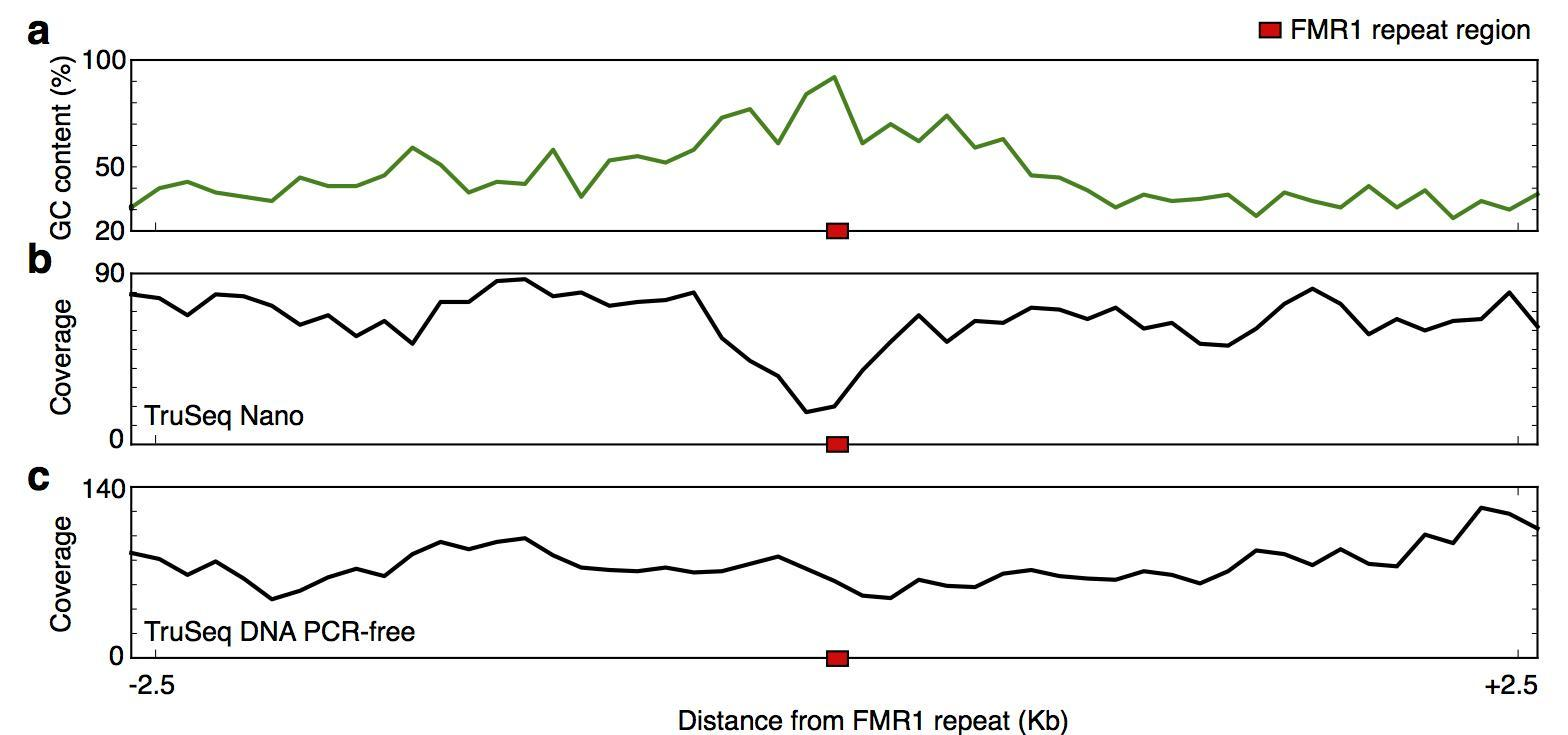 a
FMR1 repeat region
100
50
20
GC content (%)
b
90
0
Coverage
TruSeq Nano
c
140
0
Coverage
TruSeq DNA PCR-free
-2.5
+2.5
Distance from FMR1 repeat (Kb)